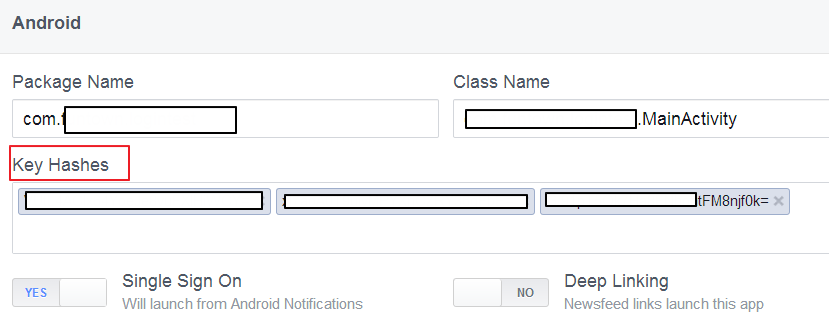 Android
Package Name
Class Name
com.
.MainActivity
Key Hashes
tFM8njf0k=
YES
Single Sign On
Will launch from Android Notifications
NO
Deep Linking
Newsfeed links launch this app